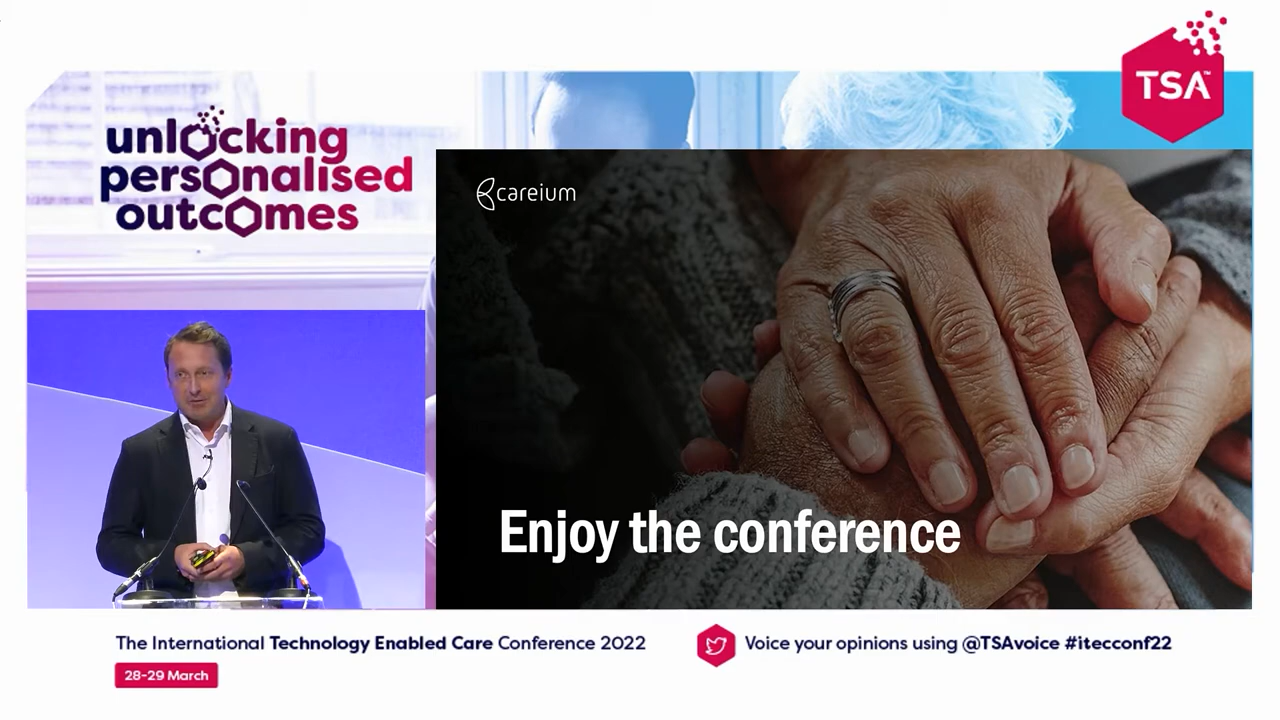 TSA™
unlocking
personalised
outcomes
careium
Enjoy the conference
The International Technology Enabled Care Conference 2022
28-29 March
Voice your opinions using @TSAvoice #itecconf22